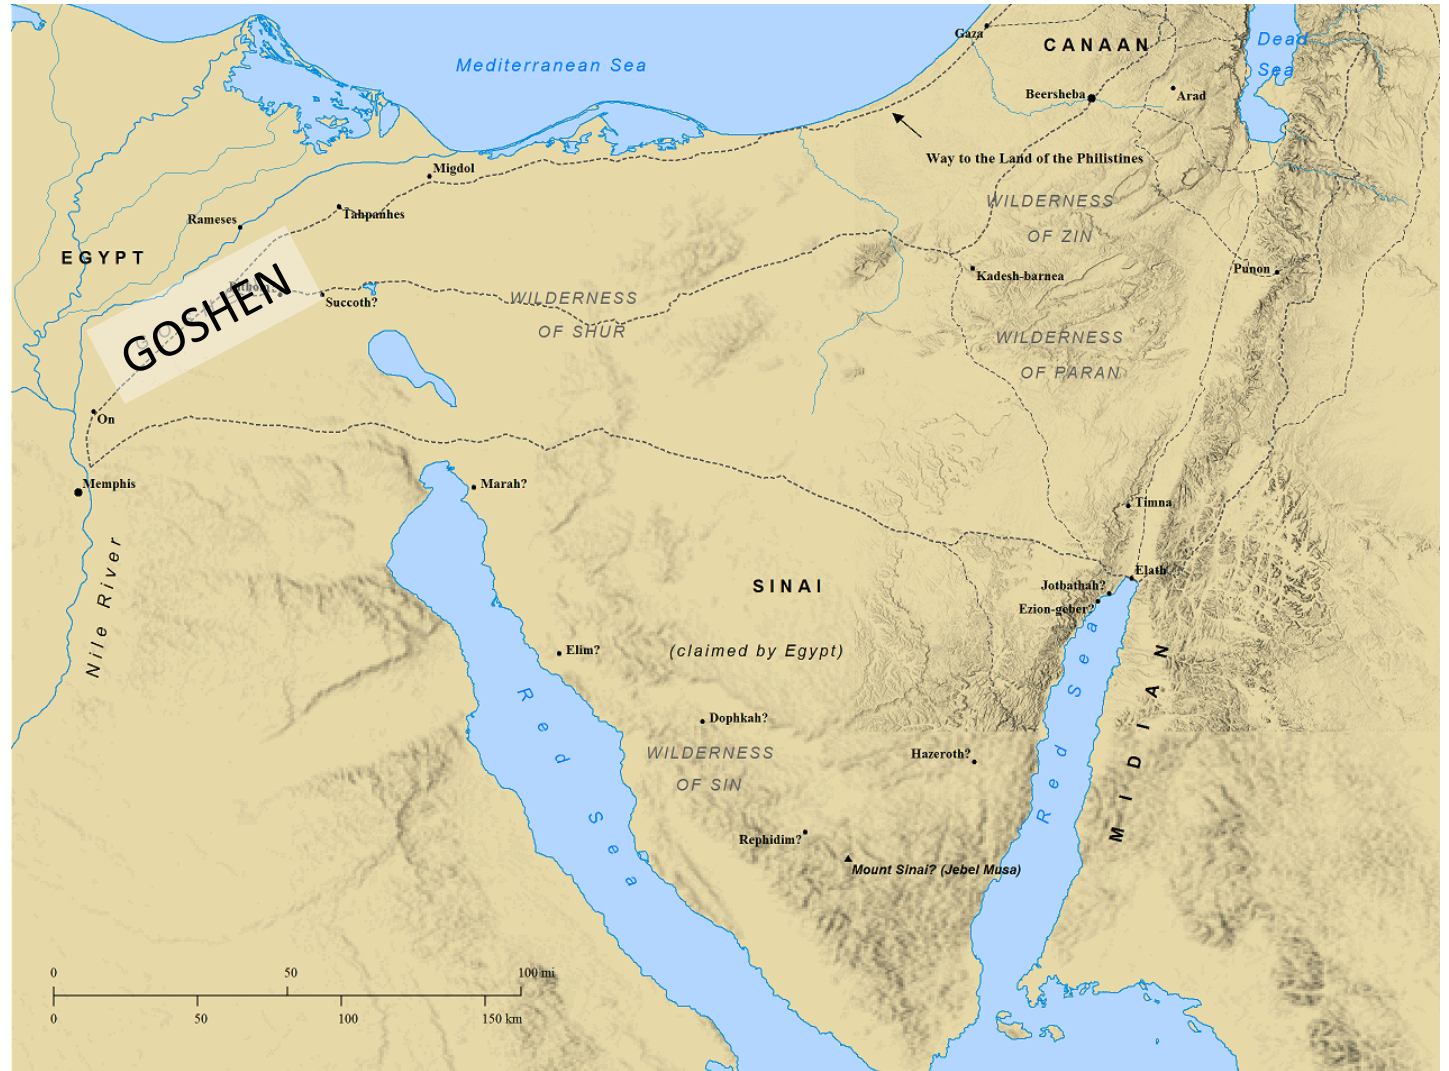 Gaza
CANAAN
Dead
Sea
Mediterranean Sea
Beersheba
Arad
Way to the Land of the Philistines
Migdol
Tahpanhes
Rameses
WILDERNESS
OF ZIN
EGYPT
Punon
Kadesh-barnea
GOSHEN
Succoth?
WILDERNESS
OF SHUR
WILDERNESS
OF PARAN
On
Memphis
Marah?
Timna
Nile River
Elath
SINAI
Jotbathah?
Ezion-geber?
(claimed by Egypt)
Elim?
Red Sea
Red Sea
MIDIAN
Dophkah?
WILDERNESS
OF SIN
Hazeroth?
Rephidim?
Mount Sinai? (Jebel Musa)
0 50 100 mi
0 50 100 150 km